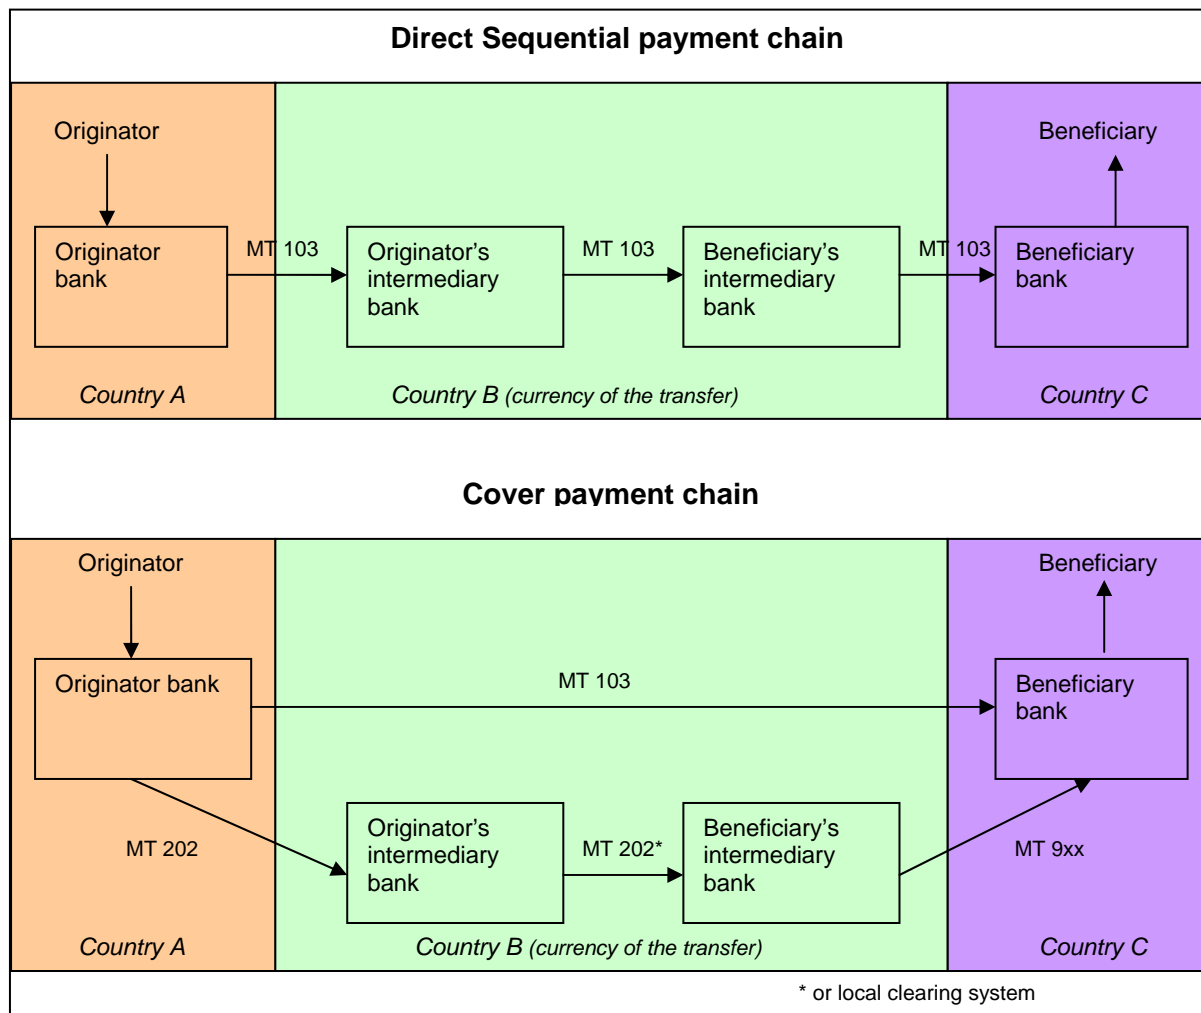 Direct Sequential payment chain
Originator
Beneficiary
Originator
bank
MT 103
Originator's
intermediary
bank
MT 103
Beneficiary's
intermediary
bank
MT 103
Beneficiary
bank
Country A
Country B (currency of the transfer)
Country C
Cover payment chain
Originator
Beneficiary
Originator bank
MT 103
Beneficiary
bank
MT 202
Originator's
intermediary
bank
MT 202*
Beneficiary's
intermediary
bank
MT 9xx
Country A
Country B (currency of the transfer)
Country C
* or local clearing system